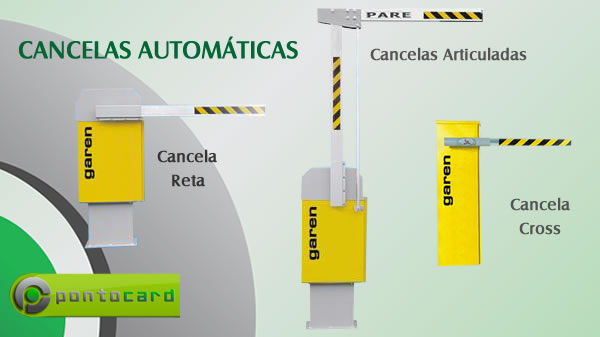 CANCELAS AUTOMÁTICAS
PARE
Cancelas Articuladas
garen
Cancela
Reta
garen
garen
Cancela
Cross
pontocard